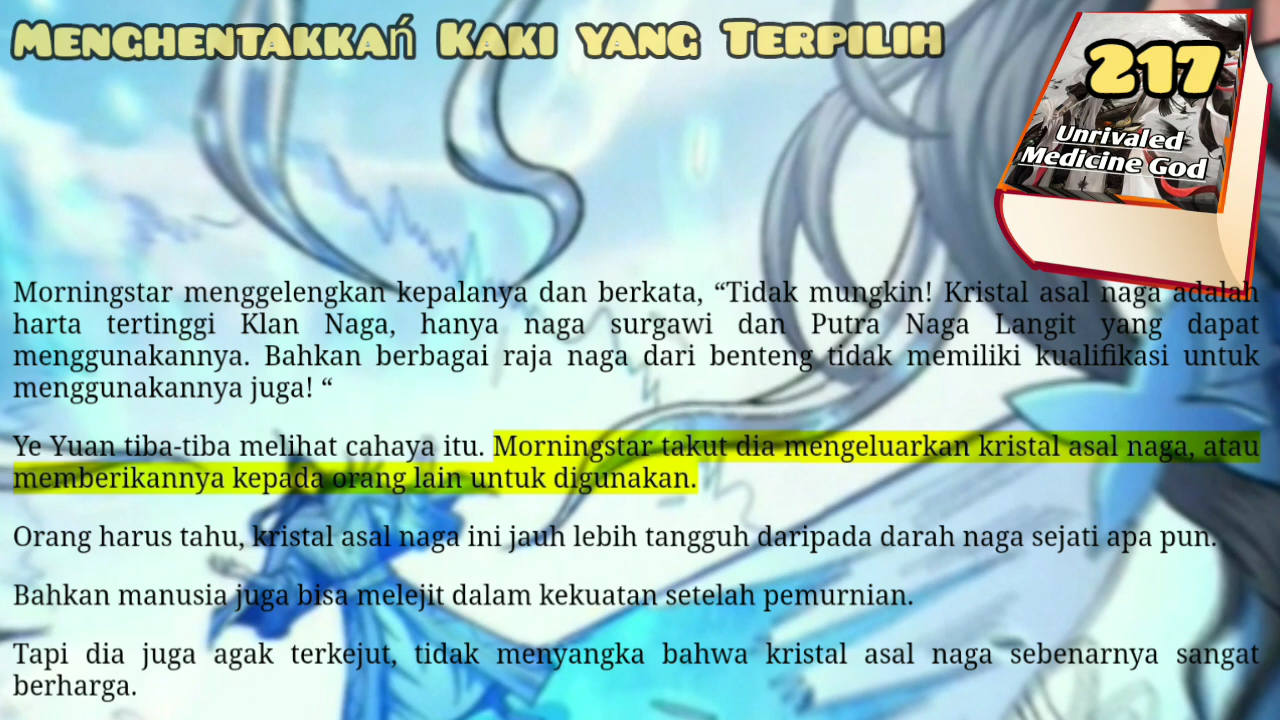 Menghentakkań Kaki yang Terpilih
217
Unrivaled
Medicine God
Morningstar menggelengkan kepalanya dan berkata, “Tidak mungkin! Kristal asal naga adalah
harta tertinggi Klan Naga, hanya naga surgawi dan Putra Naga Langit yang dapat
menggunakannya. Bahkan berbagai raja naga dari benteng tidak memiliki kualifikasi untuk
menggunakannya juga! “
Ye Yuan tiba-tiba melihat cahaya itu. Morningstar takut dia mengeluarkan kristal asal naga, atau
memberikannya kepada orang lain untuk digunakan.
Orang harus tahu, kristal asal naga ini jauh lebih tangguh daripada darah naga sejati apa pun.
Bahkan manusia juga bisa melejit dalam kekuatan setelah pemurnian.
Tapi dia juga agak terkejut, tidak menyangka bahwa kristal asal naga sebenarnya sangat
berharga.